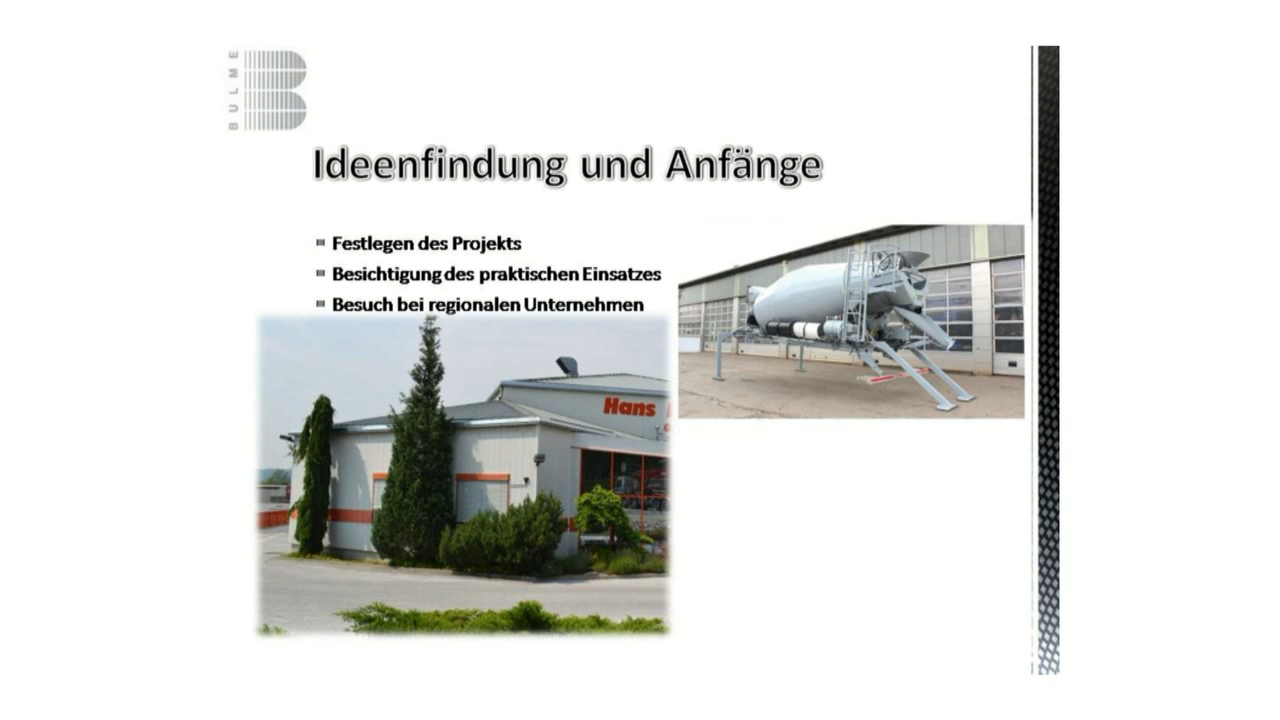 BULME
Ideenfindung und Anfänge
Festlegen des Projekts
Besichtigung des praktischen Einsatzes
Besuch bei regionalen Unternehmen
Hans